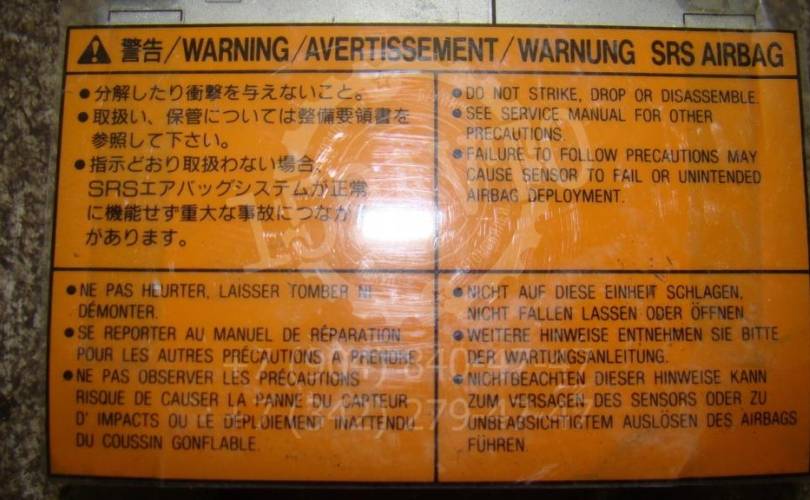 警告/WARNING/AVERTISSEMENT/WARNUNG SRS AIRBAG
●分解したり衝撃を与えないこと。
●取扱い、保管については整備要領書を
参照して下さい。
●指示どおり取扱わない場合、
SRSエアバッグシステムが正常
に機能せず重大な事故につなが
があります。
●DO NOT STRIKE, DROP OR DISASSEMBLE.
●SEE SERVICE MANUAL FOR OTHER
PRECAUTIONS.
●FAILURE TO FOLLOW PRECAUTIONS MAY
CAUSE SENSOR TO FAIL OR UNINTENDED
AIRBAG DEPLOYMENT.
●NE PAS HEURTER, LAISSER TOMBER NI
DÉMONTER.
●SE REPORTER AU MANUEL DE RÉPARATION
POUR LES AUTRES PRÉCAUTIONS A PRENDRE.
●NE PAS OBSERVER LES PRÉCAUTIONS
RISQUE DE CAUSER LA PANNE DU CAPTEUR
D' IMPACTS OU LE DÉPLOIEMENT INATTENDU
DU COUSSIN GONFLABLE.
●NICHT AUF DIESE EINHEIT SCHLAGEN,
NICHT FALLEN LASSEN ODER ÖFFNEN.
●WEITERE HINWEISE ENTNEHMEN SIE BITTE
DER WARTUNGSANLEITUNG.
●NICHTBEACHTEN DIESER HINWEISE KANN
ZUM VERSAGEN DES SENSORS ODER ZU
UNBEABSICHTIGTEM AUSLÖSEN DES AIRBAGS
FÜHREN.